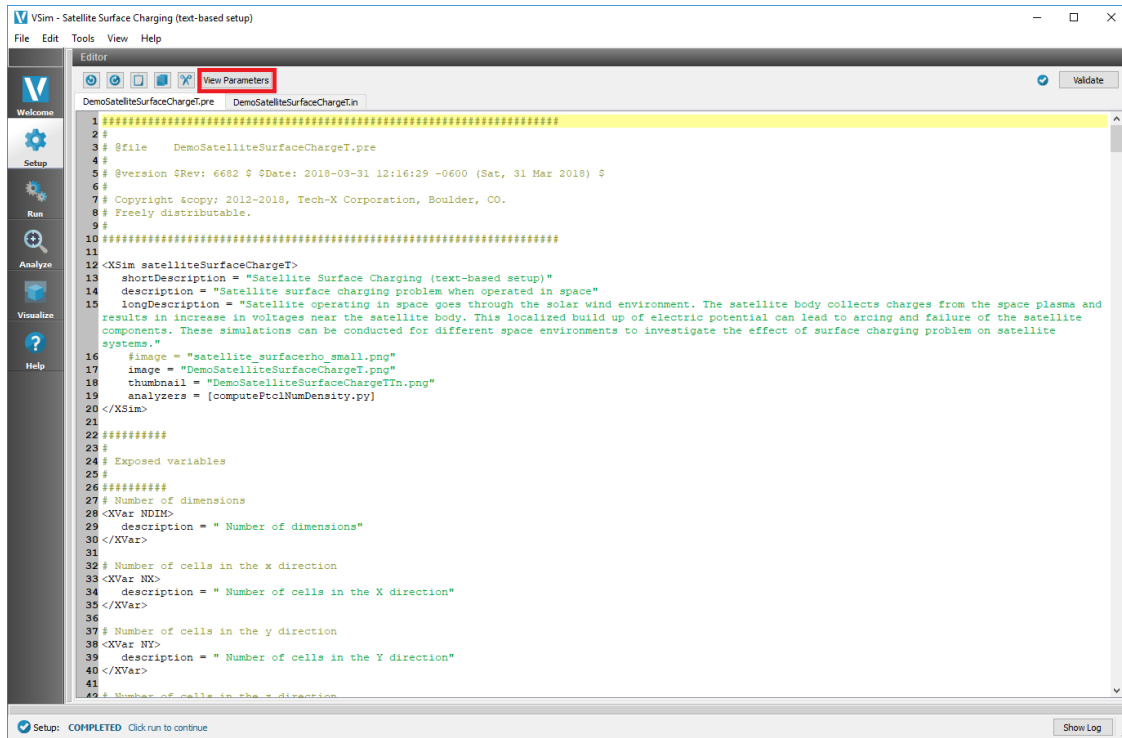 VSim - Satellite Surface Charging (text-based setup)
File Edit Tools View Help
Editor
View Parameters
Validate
DemoSatelliteSurfaceChargeT.pre DemoSatelliteSurfaceChargeT.in
Welcome
Setup
Run
Analyze
Visualize
Help
1 ######################################################################
2 #
3 # @file    DemoSatelliteSurfaceChargeT.pre
4 #
5 # @version $Rev: 6682 $ $Date: 2018-03-31 12:16:29 -0600 (Sat, 31 Mar 2018) $
6 #
7 # Copyright &copy; 2012-2018, Tech-X Corporation, Boulder, CO.
8 # Freely distributable.
9 #
10 ######################################################################
11
12 <XSim satelliteSurfaceChargeT>
13 shortDescription = "Satellite Surface Charging (text-based setup)"
14 description = "Satellite surface charging problem when operated in space"
15 longDescription = "Satellite operating in space goes through the solar wind environment. The satellite body collects charges from the space plasma and
results in increase in voltages near the satellite body. This localized build up of electric potential can lead to arcing and failure of the satellite
components. These simulations can be conducted for different space environments to investigate the effect of surface charging problem on satellite
systems."
16 #image = "satellite_surfacerho_small.png"
17 image = "DemoSatelliteSurfaceChargeT.png"
18 thumbnail = "DemoSatelliteSurfaceChargeTTn.png"
19 analyzers = [computePtclNumDensity.py]
20 </XSim>
21
22 ##########
23 #
24 # Exposed variables
25 #
26 ##########
27 # Number of dimensions
28 <XVar NDIM>
29 description = " Number of dimensions"
30 </XVar>
31
32 # Number of cells in the x direction
33 <XVar NX>
34 description = " Number of cells in the X direction"
35 </XVar>
36
37 # Number of cells in the y direction
38 <XVar NY>
39 description = " Number of cells in the Y direction"
40 </XVar>
41
42 # Number of cells in the z direction
Setup: COMPLETED Click run to continue
Show Log